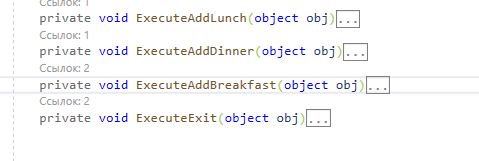 Ссылок: 1
private void ExecuteAddLunch(object obj)...
Ссылок: 1
private void ExecuteAddDinner(object obj)...
Ссылок: 2
private void ExecuteAddBreakfast(object obj)...
Ссылок: 2
private void ExecuteExit(object obj)...